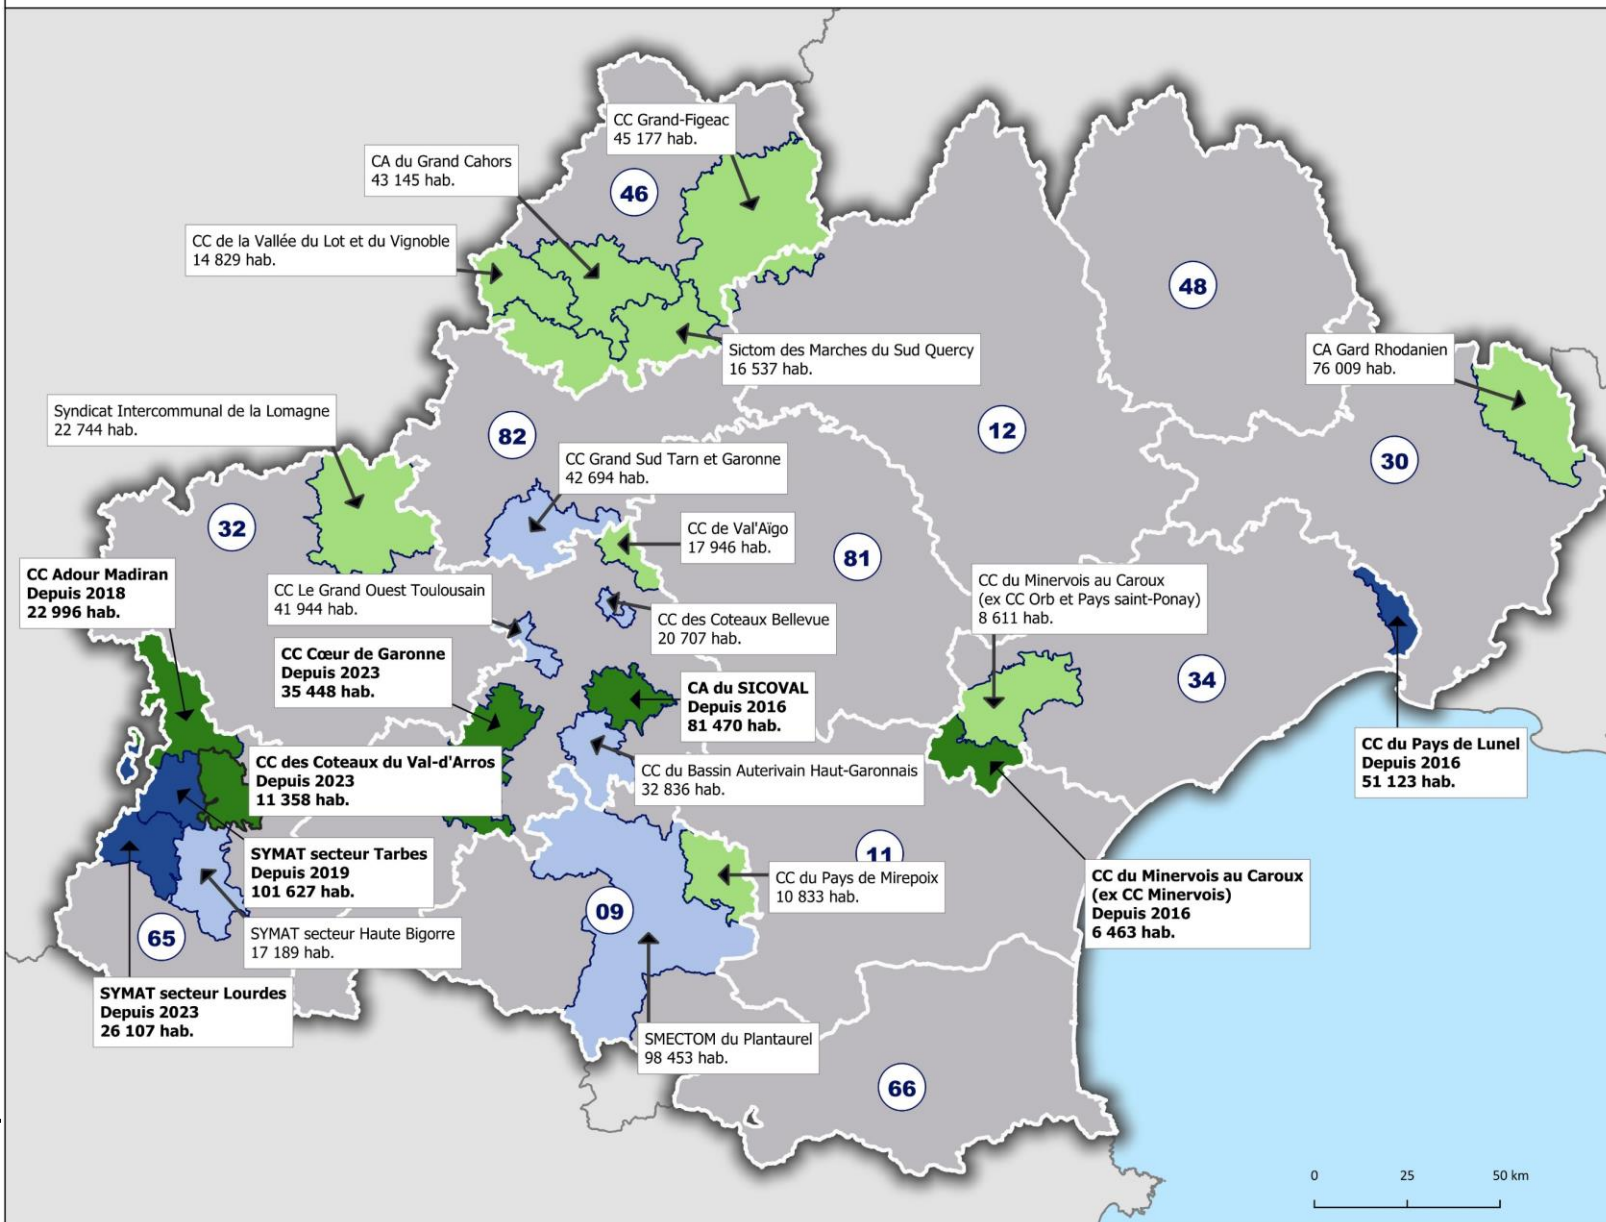 CC Grand-Figeac
45 177 hab.
CA du Grand Cahors
43 145 hab.
46
CC de la Vallée du Lot et du Vignoble
14 829 hab.
48
Sictom des Marches du Sud Quercy
16 537 hab.
CA Gard Rhodanien
76 009 hab.
Syndicat Intercommunal de la Lomagne
22 744 hab.
82
12
30
CC Grand Sud Tarn et Garonne
42 694 hab.
32
CC de Val'Aïgo
17 946 hab.
81
CC Adour Madiran
Depuis 2018
22 996 hab.
CC Le Grand Ouest Toulousain
41 944 hab.
CC des Coteaux Bellevue
20 707 hab.
CC du Minervois au Caroux
(ex CC Orb et Pays saint-Ponay)
8 611 hab.
CC Cœur de Garonne
Depuis 2023
35 448 hab.
CA du SICOVAL
Depuis 2016
81 470 hab.
34
CC des Coteaux du Val-d'Arros
Depuis 2023
11 358 hab.
CC du Bassin Auterivain Haut-Garonnais
32 836 hab.
CC du Pays de Lunel
Depuis 2016
51 123 hab.
SYMAT secteur Tarbes
Depuis 2019
101 627 hab.
11
CC du Pays de Mirepoix
10 833 hab.
CC du Minervois au Caroux
(ex CC Minervois)
Depuis 2016
6 463 hab.
09
65
SYMAT secteur Haute Bigorre
17 189 hab.
SYMAT secteur Lourdes
Depuis 2023
26 107 hab.
SMECTOM du Plantaurel
98 453 hab.
66
0 25 50 km